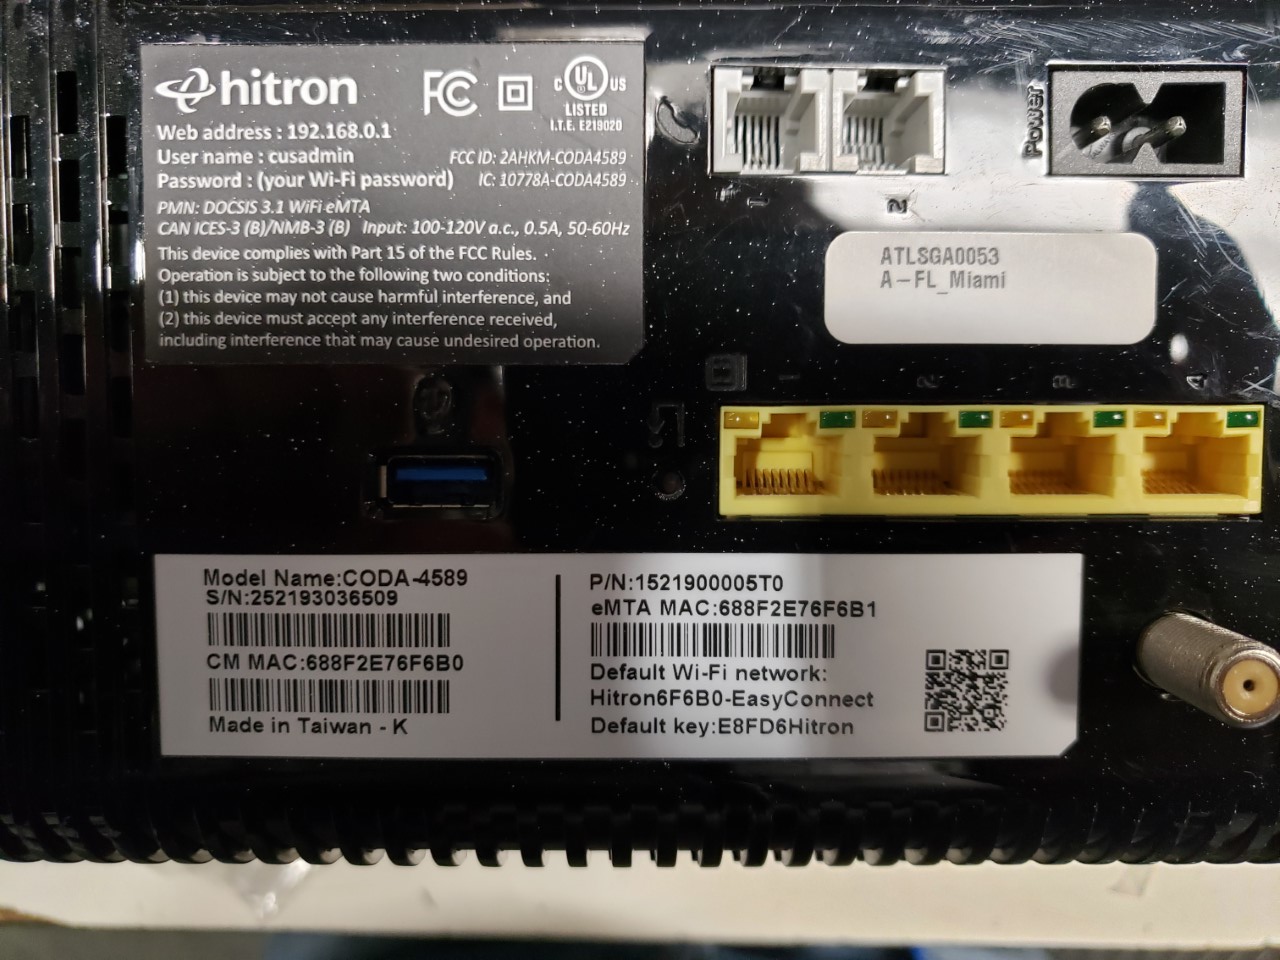 hitron
FC
C UL US
LISTED
I.T.E. E219020
Web address : 192.168.0.1
User name : cusadmin
FCC ID: 2AHKM-CODA4589
Password : (your Wi-Fi password)
IC: 10778A-CODA4589
PMN: DOCSIS 3.1 WiFi eMTA
CAN ICES-3 (B)/NMB-3 (B) Input: 100-120V a.c., 0.5A, 50-60Hz
This device complies with Part 15 of the FCC Rules.
Operation is subject to the following two conditions:
(1) this device may not cause harmful interference, and
(2) this device must accept any interference received,
including interference that may cause undesired operation.
Power
1
2
ATLSGA0053
A-FL_Miami
1
2
3
4
Model Name:CODA-4589
S/N:252193036509
CM MAC:688F2E76F6B0
Made in Taiwan - K
P/N:1521900005T0
eMTA MAC:688F2E76F6B1
Default Wi-Fi network:
Hitron6F6B0-EasyConnect
Default key:E8FD6Hitron